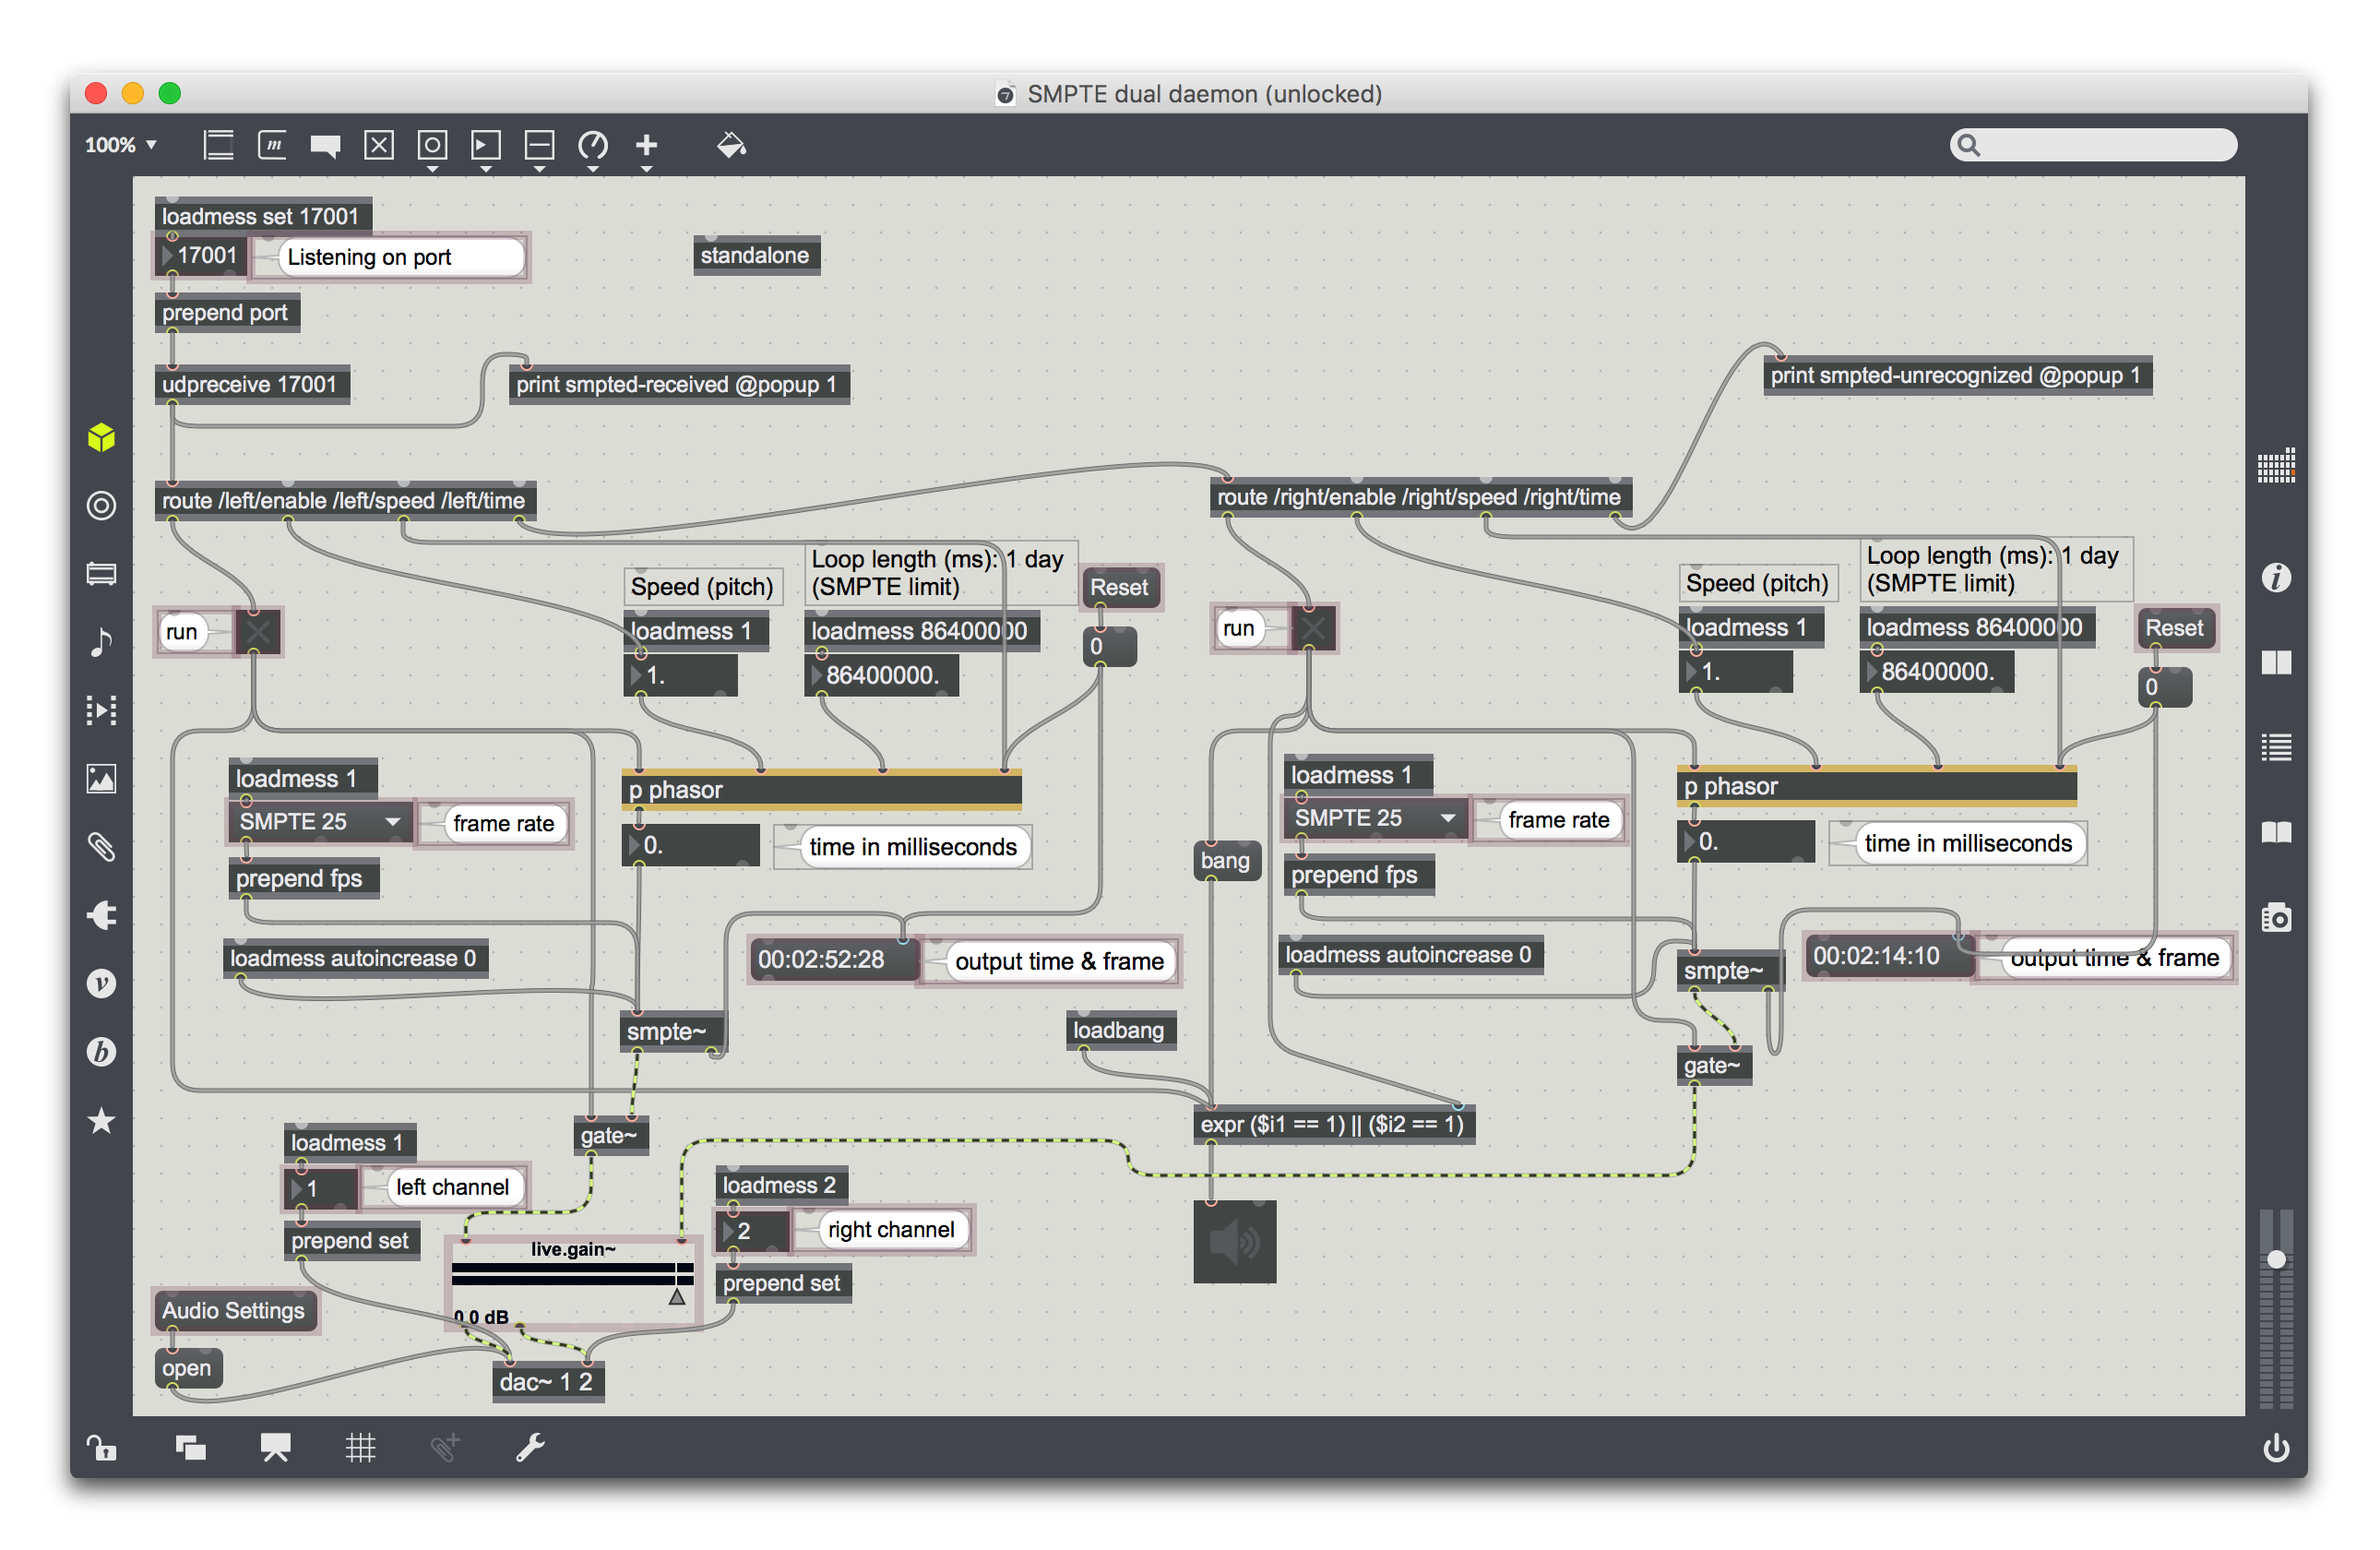 SMPTE dual daemon (unlocked)
100%
loadmess set 17001
17001
Listening on port
standalone
prepend port
udpreceive 17001
print smpted-received @popup 1
print smpted-unrecognized @popup 1
route /left/enable /left/speed /left/time
route /right/enable /right/speed /right/time
Speed (pitch)
Loop length (ms): 1 day
(SMPTE limit)
Reset
run
loadmess 1
loadmess 86400000
0
1.
86400000.
Speed (pitch)
Loop length (ms): 1 day
(SMPTE limit)
Reset
run
loadmess 1
loadmess 86400000
0
1.
86400000.
loadmess 1
SMPTE 25
frame rate
prepend fps
loadmess autoincrease 0
p phasor
0.
time in milliseconds
00:02:52:28
output time & frame
smpte~
gate~
loadbang
bang
loadmess 1
SMPTE 25
frame rate
prepend fps
loadmess autoincrease 0
p phasor
0.
time in milliseconds
00:02:14:10
output time & frame
smpte~
gate~
expr ($i1 == 1) || ($i2 == 1)
loadmess 1
1
left channel
prepend set
live.gain~
0.0 dB
loadmess 2
2
right channel
prepend set
Audio Settings
open
dac~ 1 2